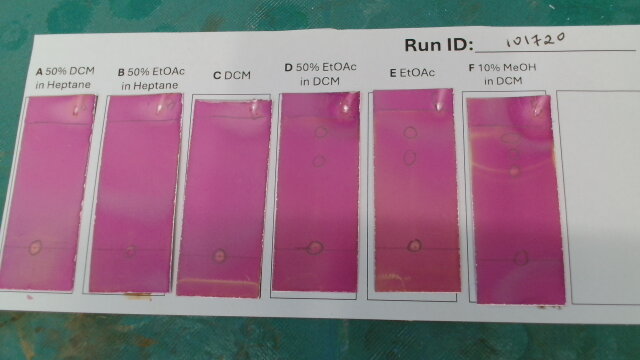 Run ID: 101720
A 50% DCM
in Heptane
B 50% EtOAc
in Heptane
C DCM
D 50% EtOAc
in DCM
E EtOAc
F 10% MeOH
in DCM